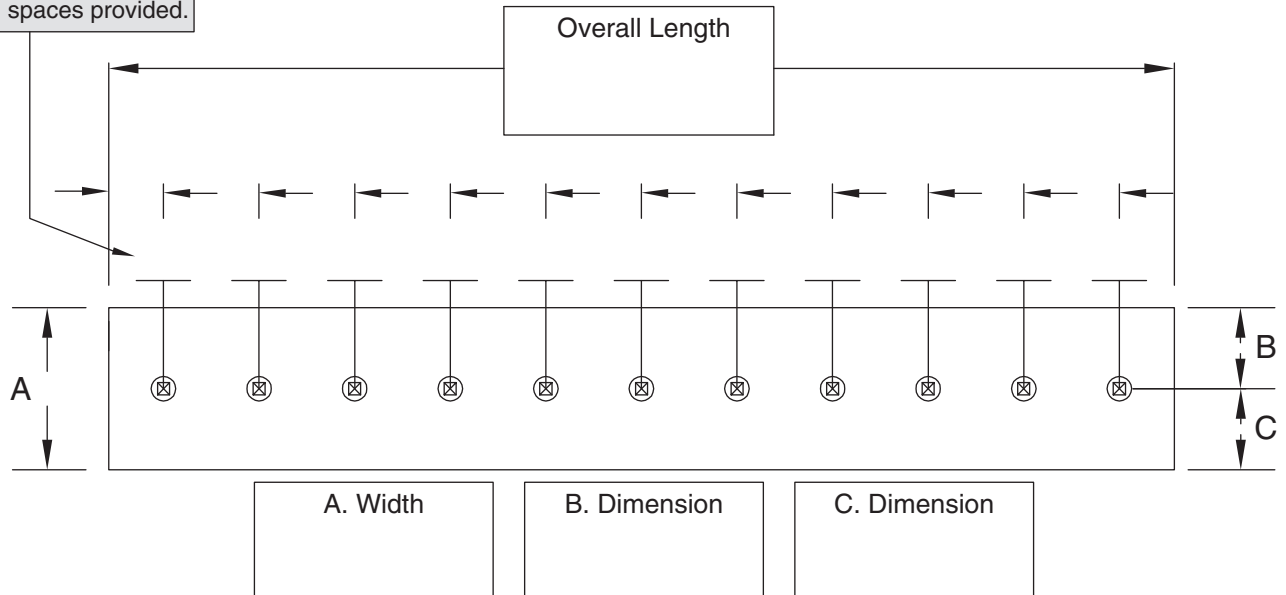 spaces provided.
Overall Length
A
B
C
A. Width
B. Dimension
C. Dimension